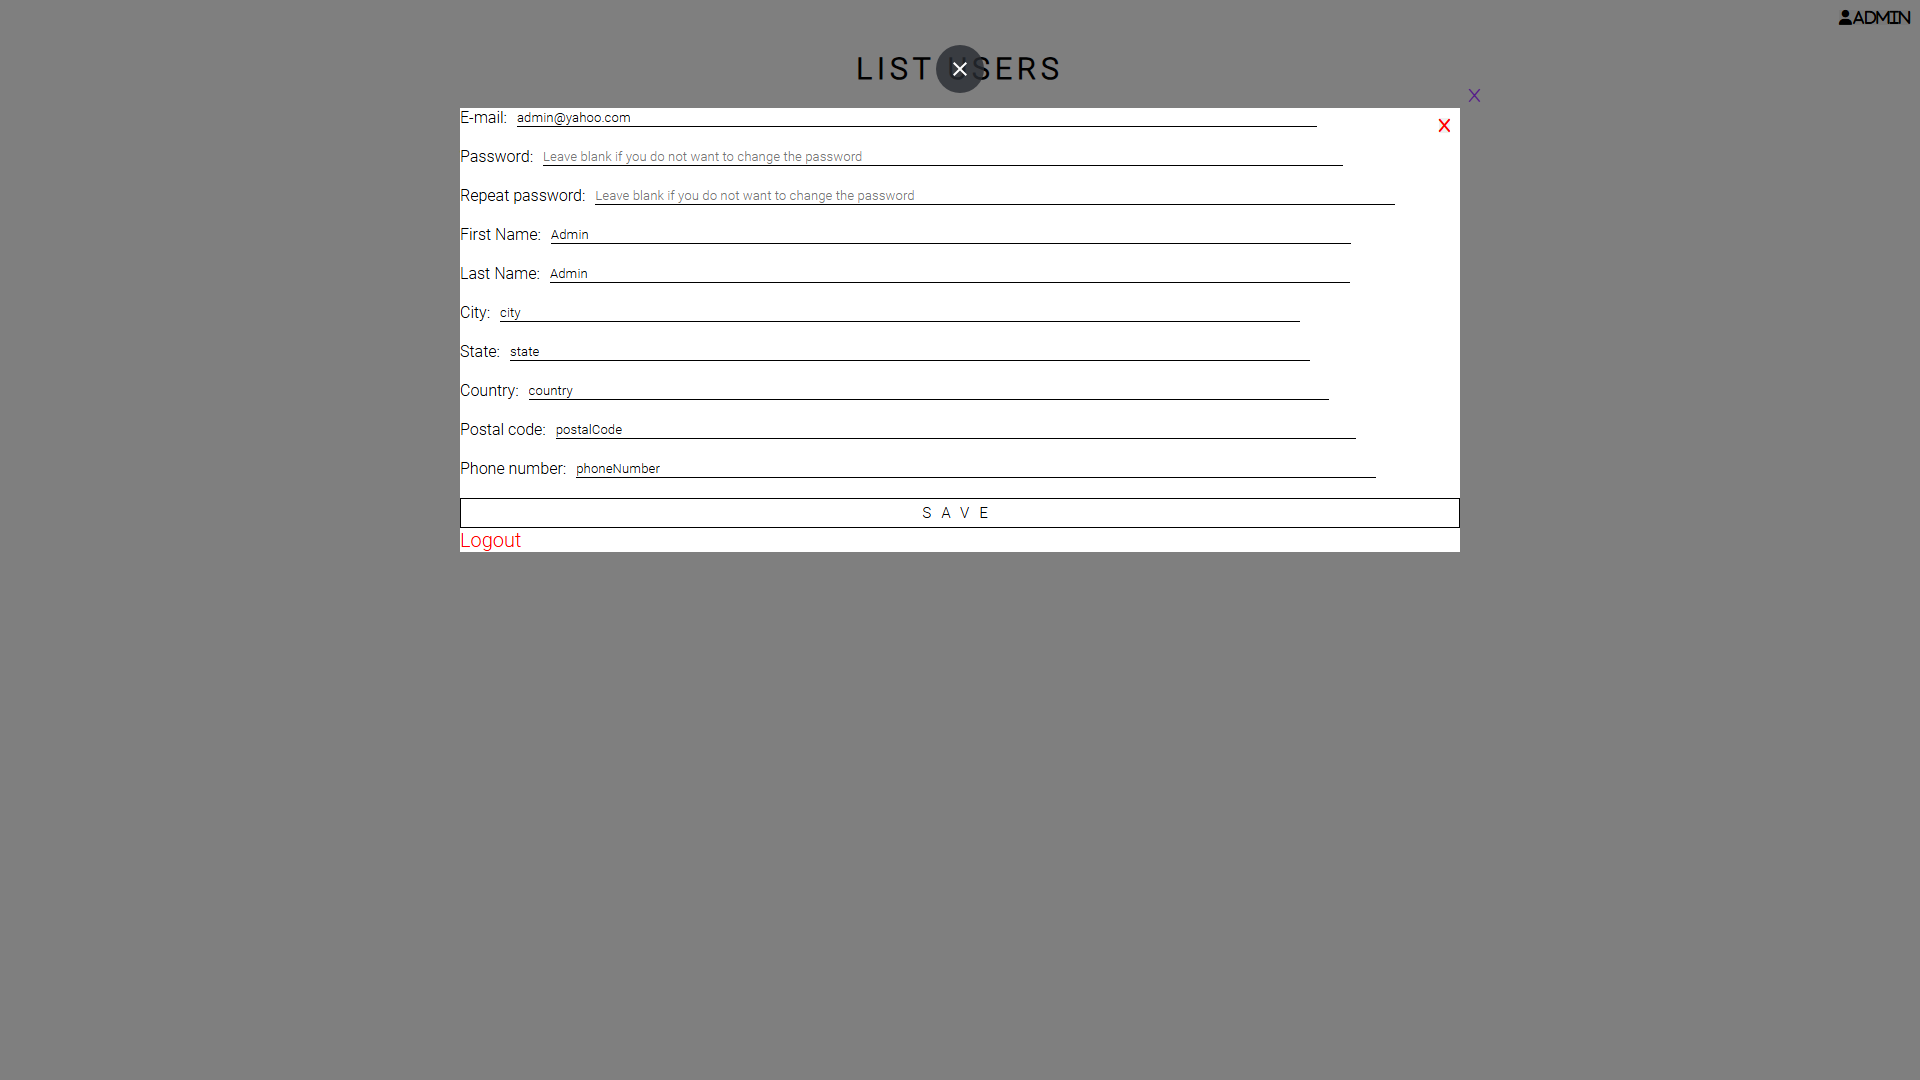 ADMIN
LIST USERS
X
X
E-mail: admin@yahoo.com
Password: Leave blank if you do not want to change the password
Repeat password: Leave blank if you do not want to change the password
First Name: Admin
Last Name: Admin
City: city
State: state
Country: country
Postal code: postalCode
Phone number: phoneNumber
SAVE
Logout